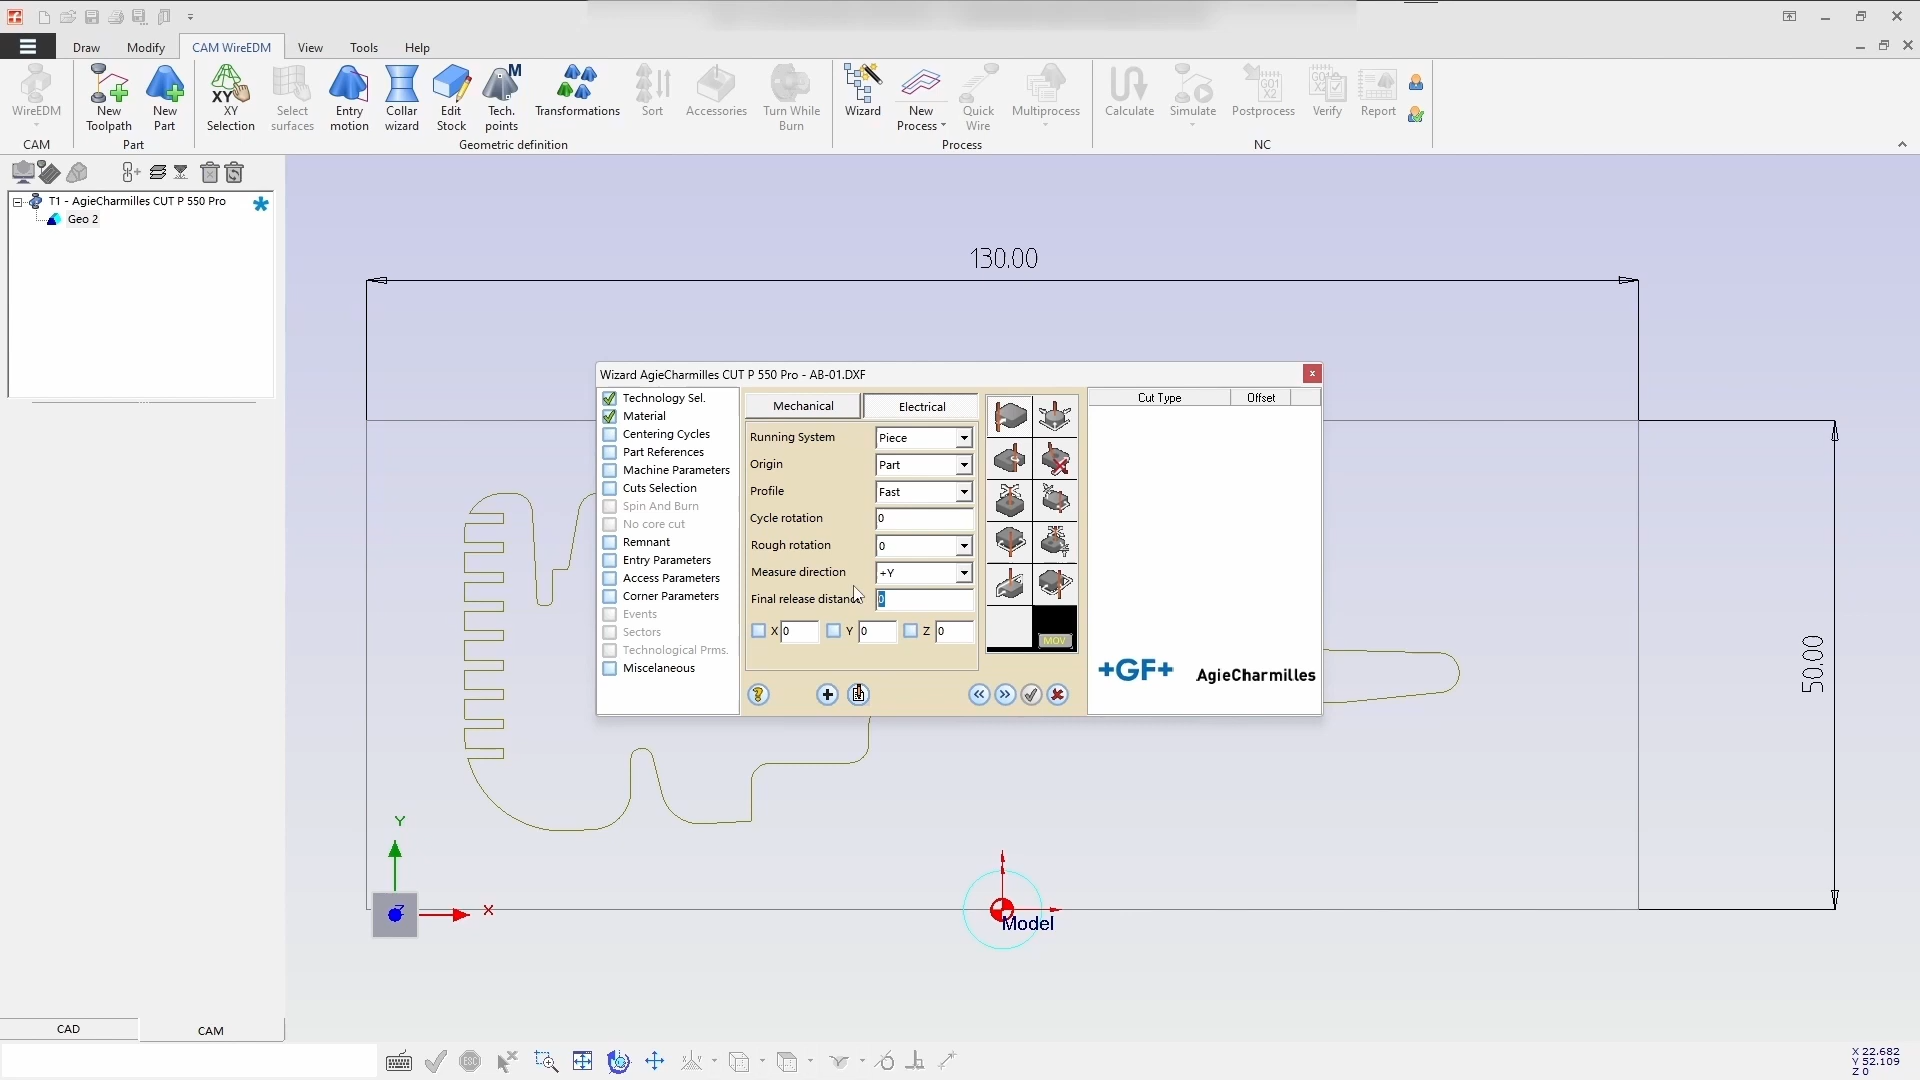 Draw Modify CAM WireEDM View Tools Help
WireEDM
New Toolpath
New Part
XY Selection
Select surfaces
Entry motion
Collar wizard
Edit Stock
M
Tech. points
Transformations
Sort
Accessories
Turn While Burn
Wizard
New Process
Quick Wire
Multiprocess
Calculate
Simulate
Postprocess
Verify
Report
CAM Part Geometric definition Process NC
T1 - AgieCharmilles CUT P 550 Pro
Geo 2
130.00
50.00
Wizard AgieCharmilles CUT P 550 Pro - AB-01.DXF
Technology Sel.
Material
Centering Cycles
Part References
Machine Parameters
Cuts Selection
Spin And Burn
No core cut
Remnant
Entry Parameters
Access Parameters
Corner Parameters
Events
Sectors
Technological Prms.
Miscelaneous
Mechanical Electrical
Running System Piece
Origin Part
Profile Fast
Cycle rotation 0
Rough rotation 0
Measure direction +Y
Final release distance 0
X 0 Y 0 Z 0
MOV
Cut Type Offset
+GF+ AgieCharmilles
Y
Z
X
Model
CAD CAM
ESC
X 22.682
Y 52.109
Z 0